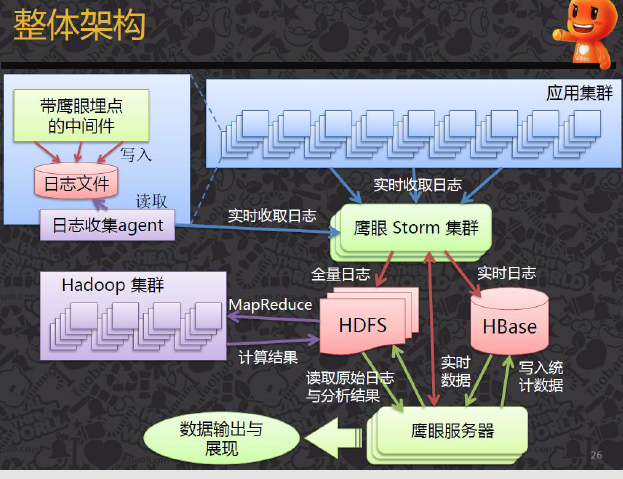 整体架构
应用集群
带鹰眼埋点
的中间件
写入
日志文件
读取
日志收集agent
实时收取日志
实时收取日志
鹰眼 Storm 集群
全量日志
实时日志
Hadoop 集群
MapReduce
HDFS
HBase
计算结果
读取原始日志
与分析结果
实时
数据
写入统
计数据
数据输出与
展现
鹰眼服务器
26